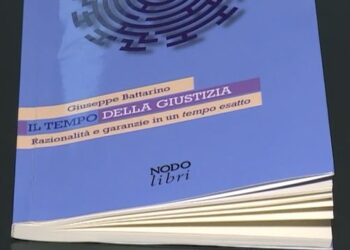 Giuseppe Battarino
IL TEMPO DELLA GIUSTIZIA
Razionalità e garanzie in un tempo esatto
NODO
libri